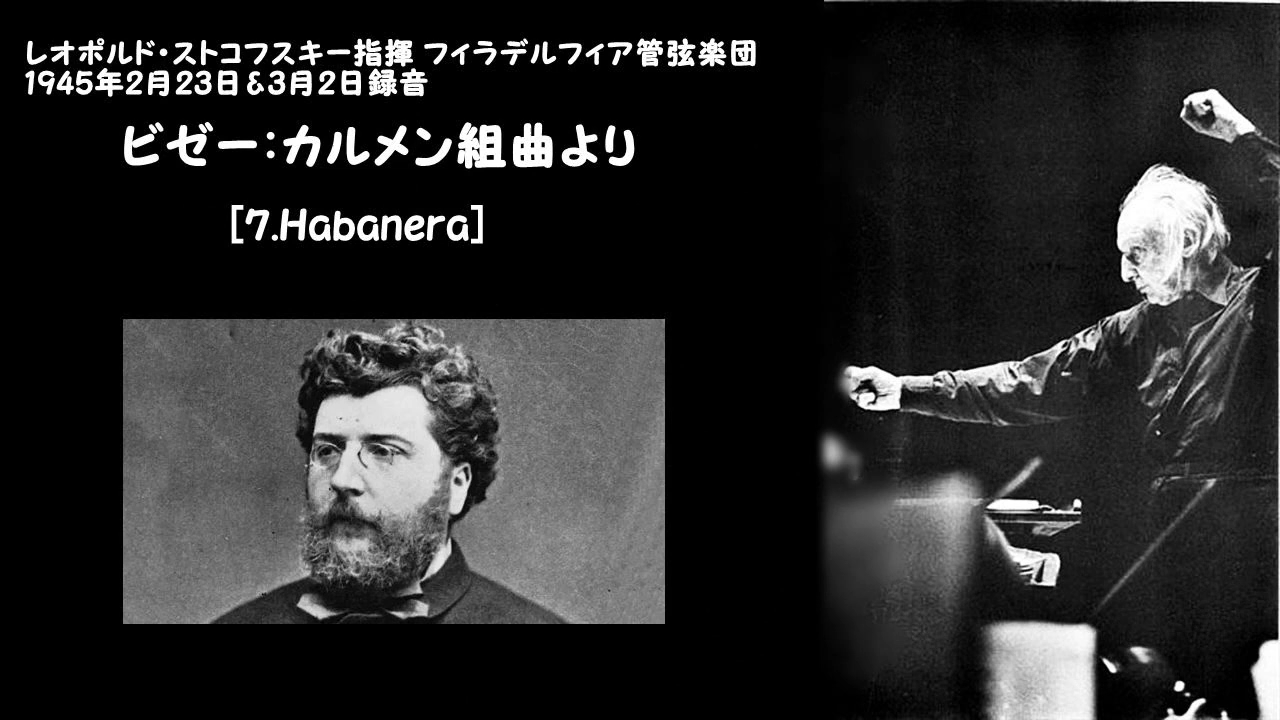 レオポルド・ストコフスキー指揮 フィラデルフィア管弦楽団
1945年2月23日&3月2日録音
ビゼー:カルメン組曲より
[7.Habanera]